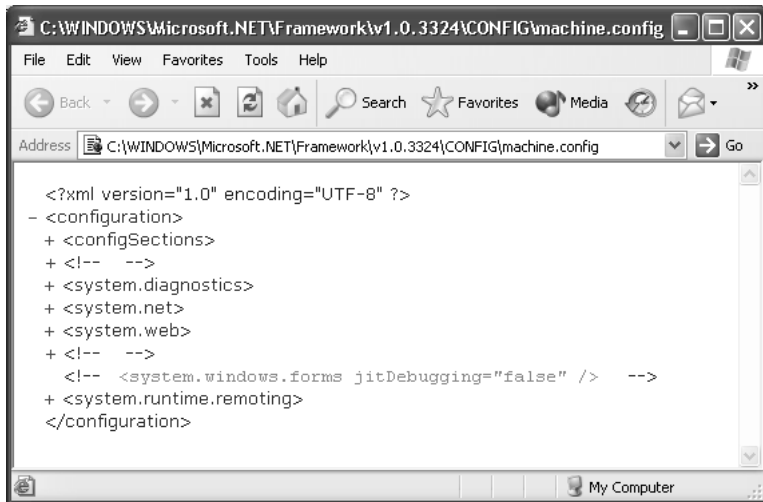 C:\WINDOWS\Microsoft.NET\Framework\v1.0.3324\CONFIG\machine.config
File Edit View Favorites Tools Help
Back Search Favorites Media »
Address C:\WINDOWS\Microsoft.NET\Framework\v1.0.3324\CONFIG\machine.config Go
<?xml version="1.0" encoding="UTF-8" ?>
- <configuration>
+ <configSections>
+ <!-- -->
+ <system.diagnostics>
+ <system.net>
+ <system.web>
+ <!-- -->
<!-- <system.windows.forms jitDebugging="false" /> -->
+ <system.runtime.remoting>
</configuration>
My Computer